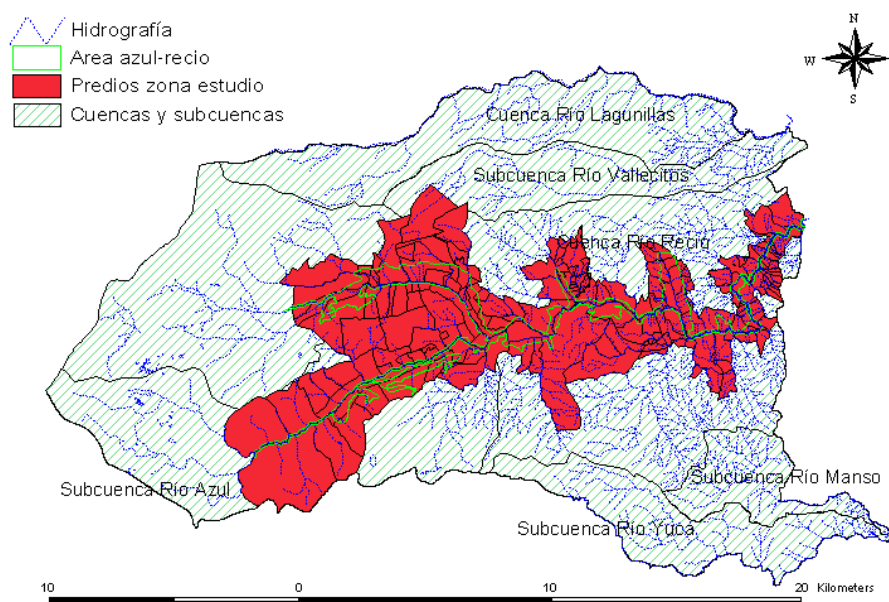 Hidrografía
Area azul-recio
Predios zona estudio
Cuencas y subcuencas
N
W
S
Cuenca Río Lagunillas
Subcuenca Río Vallecitos
Cuenca Río Recio
Subcuenca Río Azul
Subcuenca Río Manso
Subcuenca Río Yuca
10 0 10 20 Kilometers